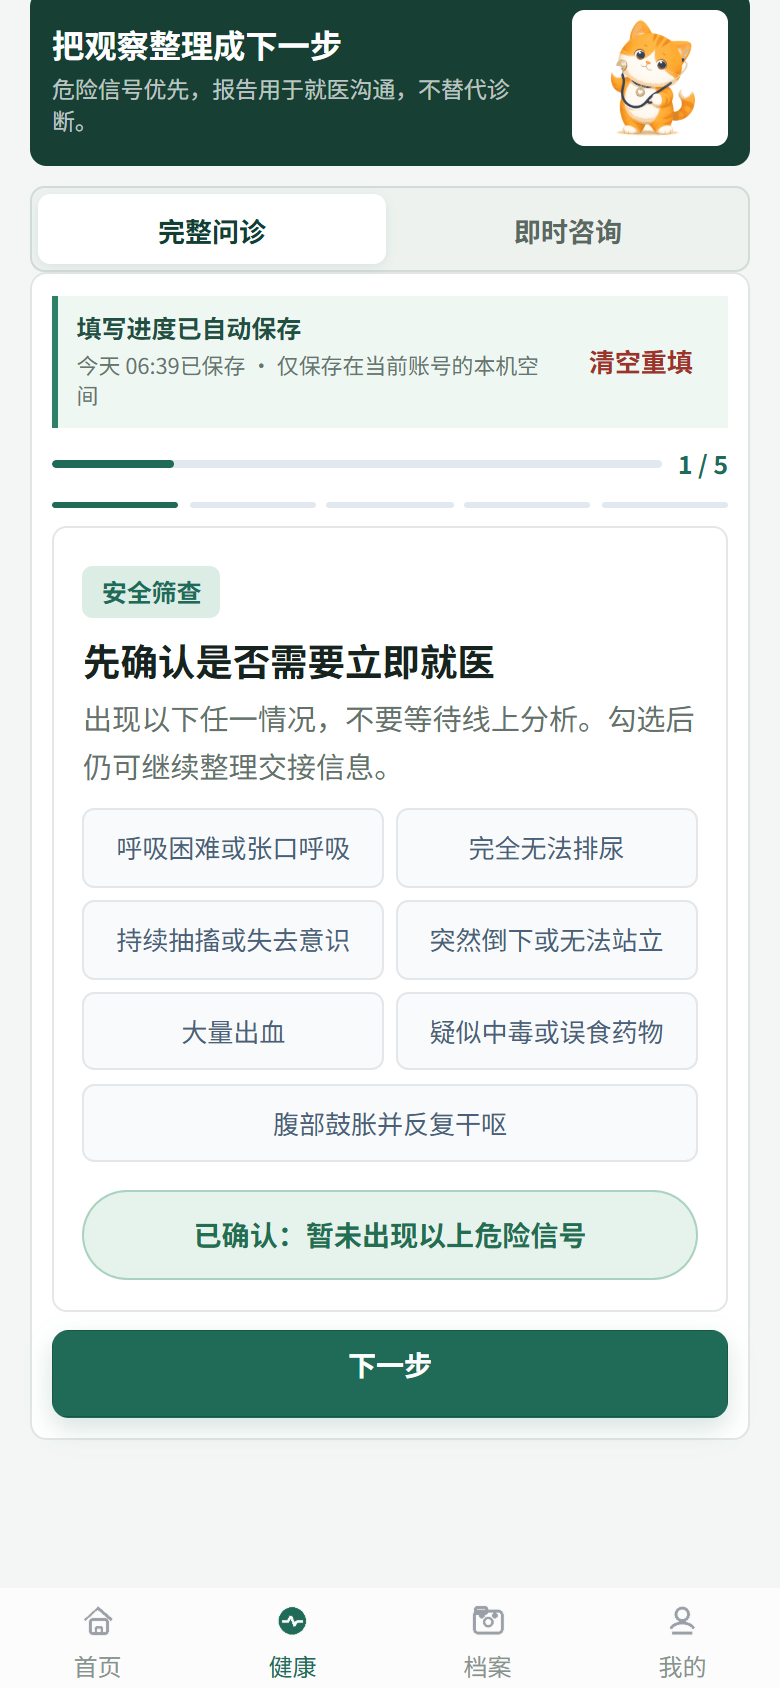 把观察整理成下一步
危险信号优先，报告用于就医沟通，不替代诊
断。
完整问诊
即时咨询
填写进度已自动保存
今天 06:39已保存 · 仅保存在当前账号的本机空
间
清空重填
1 / 5
安全筛查
先确认是否需要立即就医
出现以下任一情况，不要等待线上分析。勾选后
仍可继续整理交接信息。
呼吸困难或张口呼吸
完全无法排尿
持续抽搐或失去意识
突然倒下或无法站立
大量出血
疑似中毒或误食药物
腹部鼓胀并反复干呕
已确认：暂未出现以上危险信号
下一步
首页
健康
档案
我的